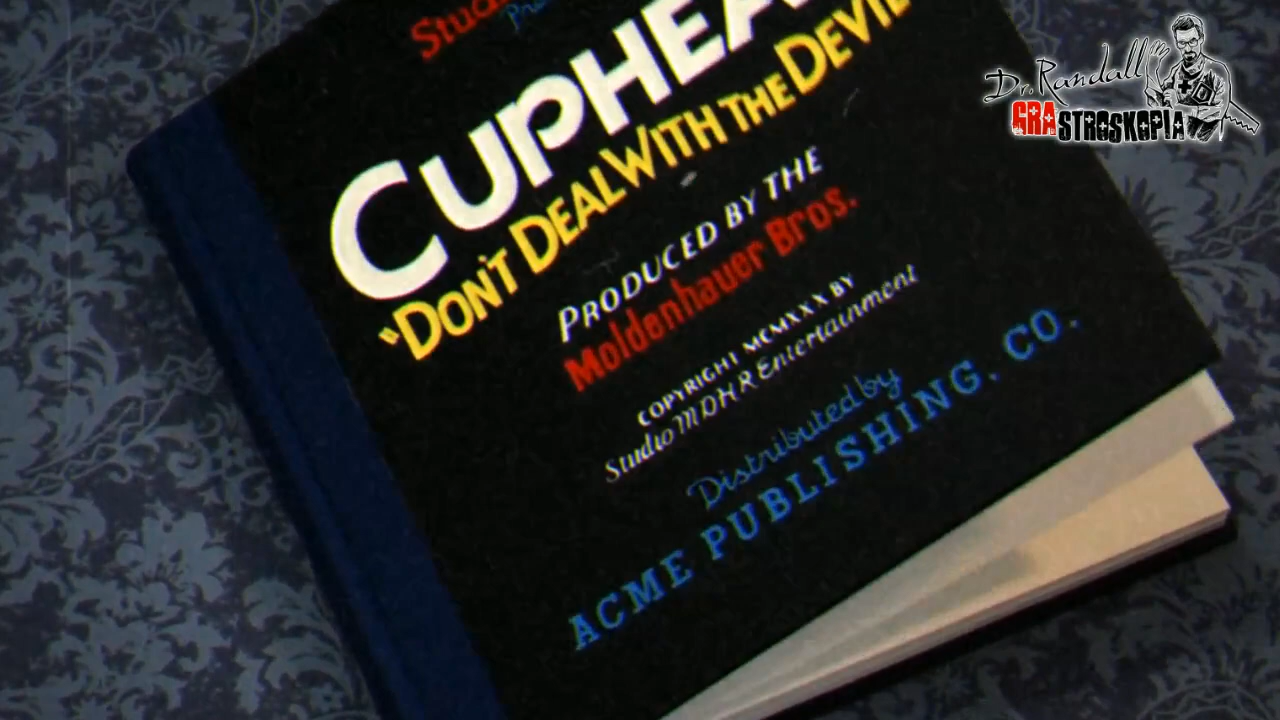 CUPHEA
"DON'T DEAL WITH THE DEVIL
PRODUCED BY THE
Moldenhauer Bros.
COPYRIGHT MCMXXX BY
Studio MDHR Entertainment
Distributed by
ACME PUBLISHING. CO.
Dr. Randall
GRASTROSKOPIA